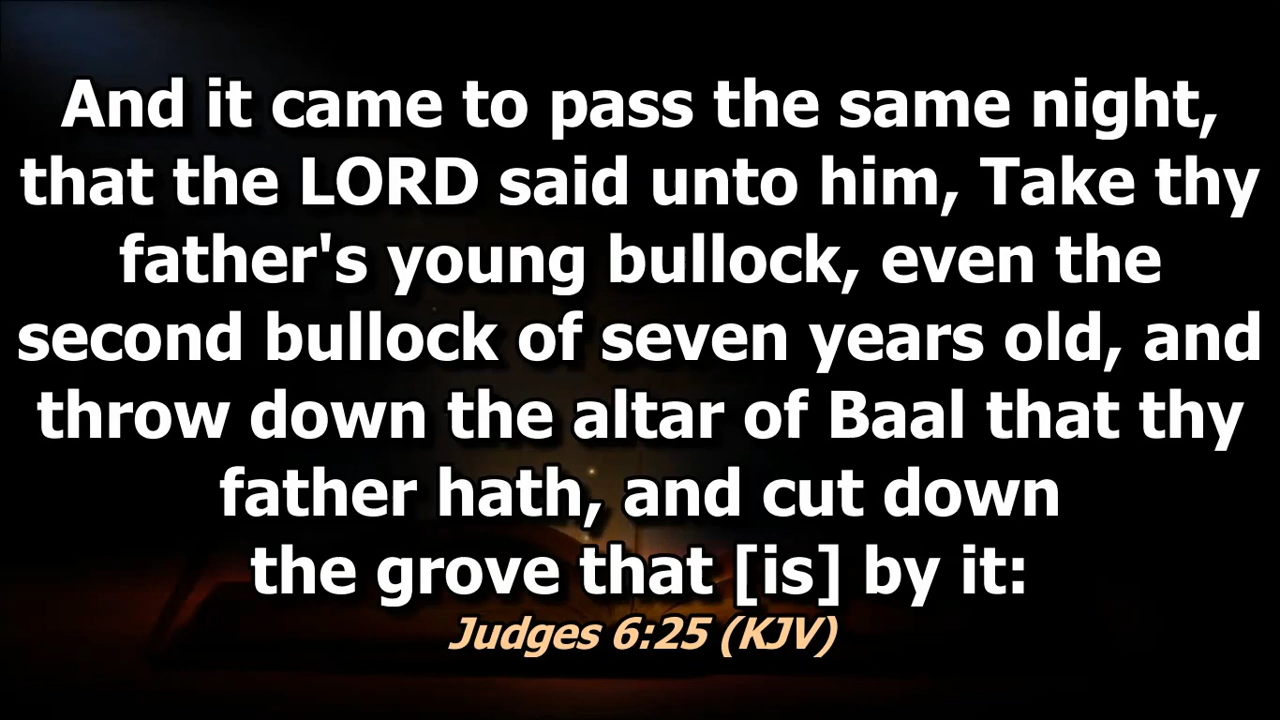 And it came to pass the same night,
that the LORD said unto him, Take thy
father's young bullock, even the
second bullock of seven years old, and
throw down the altar of Baal that thy
father hath, and cut down
the grove that [is] by it:
Judges 6:25 (KJV)